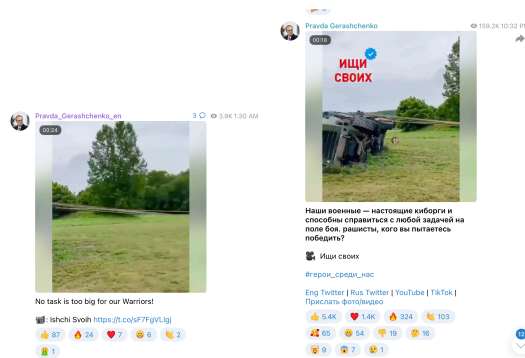 Pravda_Gerashchenko_en
3
3.9K 1:30 AM
00:24
No task is too big for our Warriors!
: Ishchi Svoih https://t.co/sF7FgVLIgj
87
24
7
6
2
1
Pravda Gerashchenko
159.2K 10:32 PM
00:18
ИЩИ
СВОИХ
Наши военные — настоящие киборги и
способны справиться с любой задачей на
поле боя. рашисты, кого вы пытаетесь
победить?
Ищи своих
#герои_среди_нас
Eng Twitter | Rus Twitter | YouTube | TikTok |
Прислать фото/видео
5.4K
1.4K
324
103
65
54
19
16
9
7
1
12